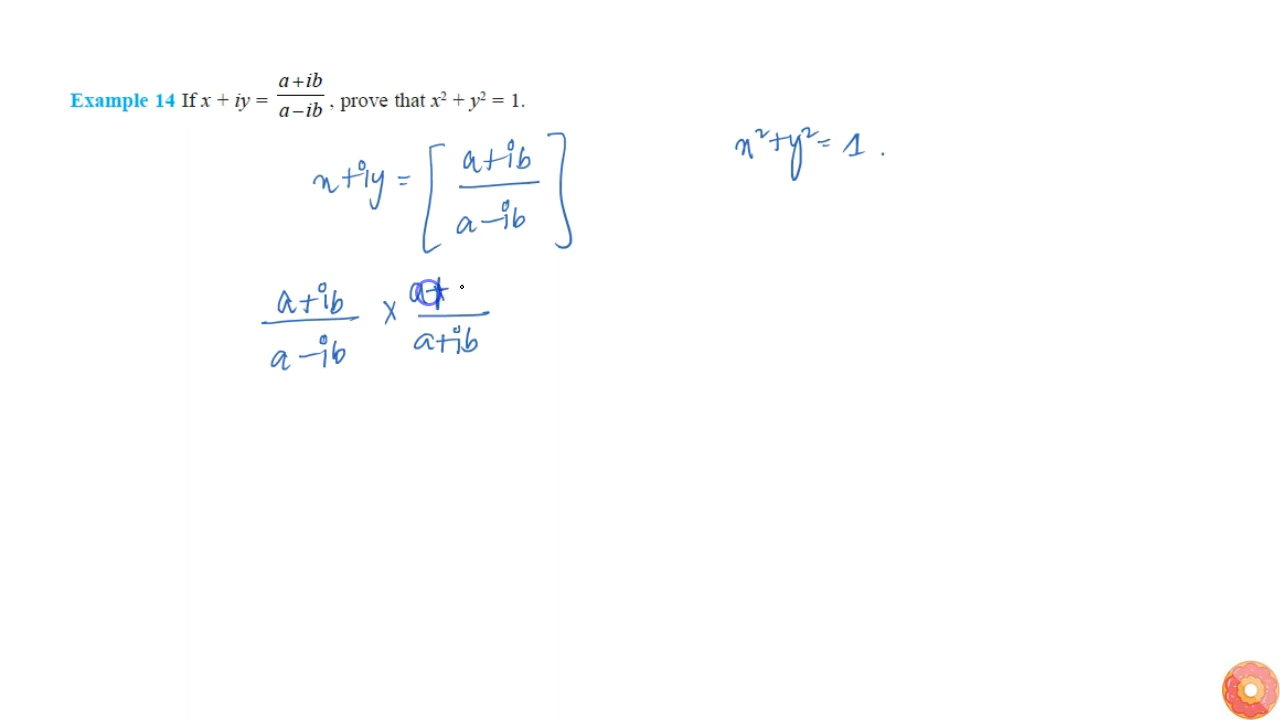 Example 14 If x + iy = a+ib / a−ib , prove that x² + y² = 1.
x+iy = [ a+ib / a−ib ]
x²+y² = 1 .
a+ib / a−ib × a+ / a+ib